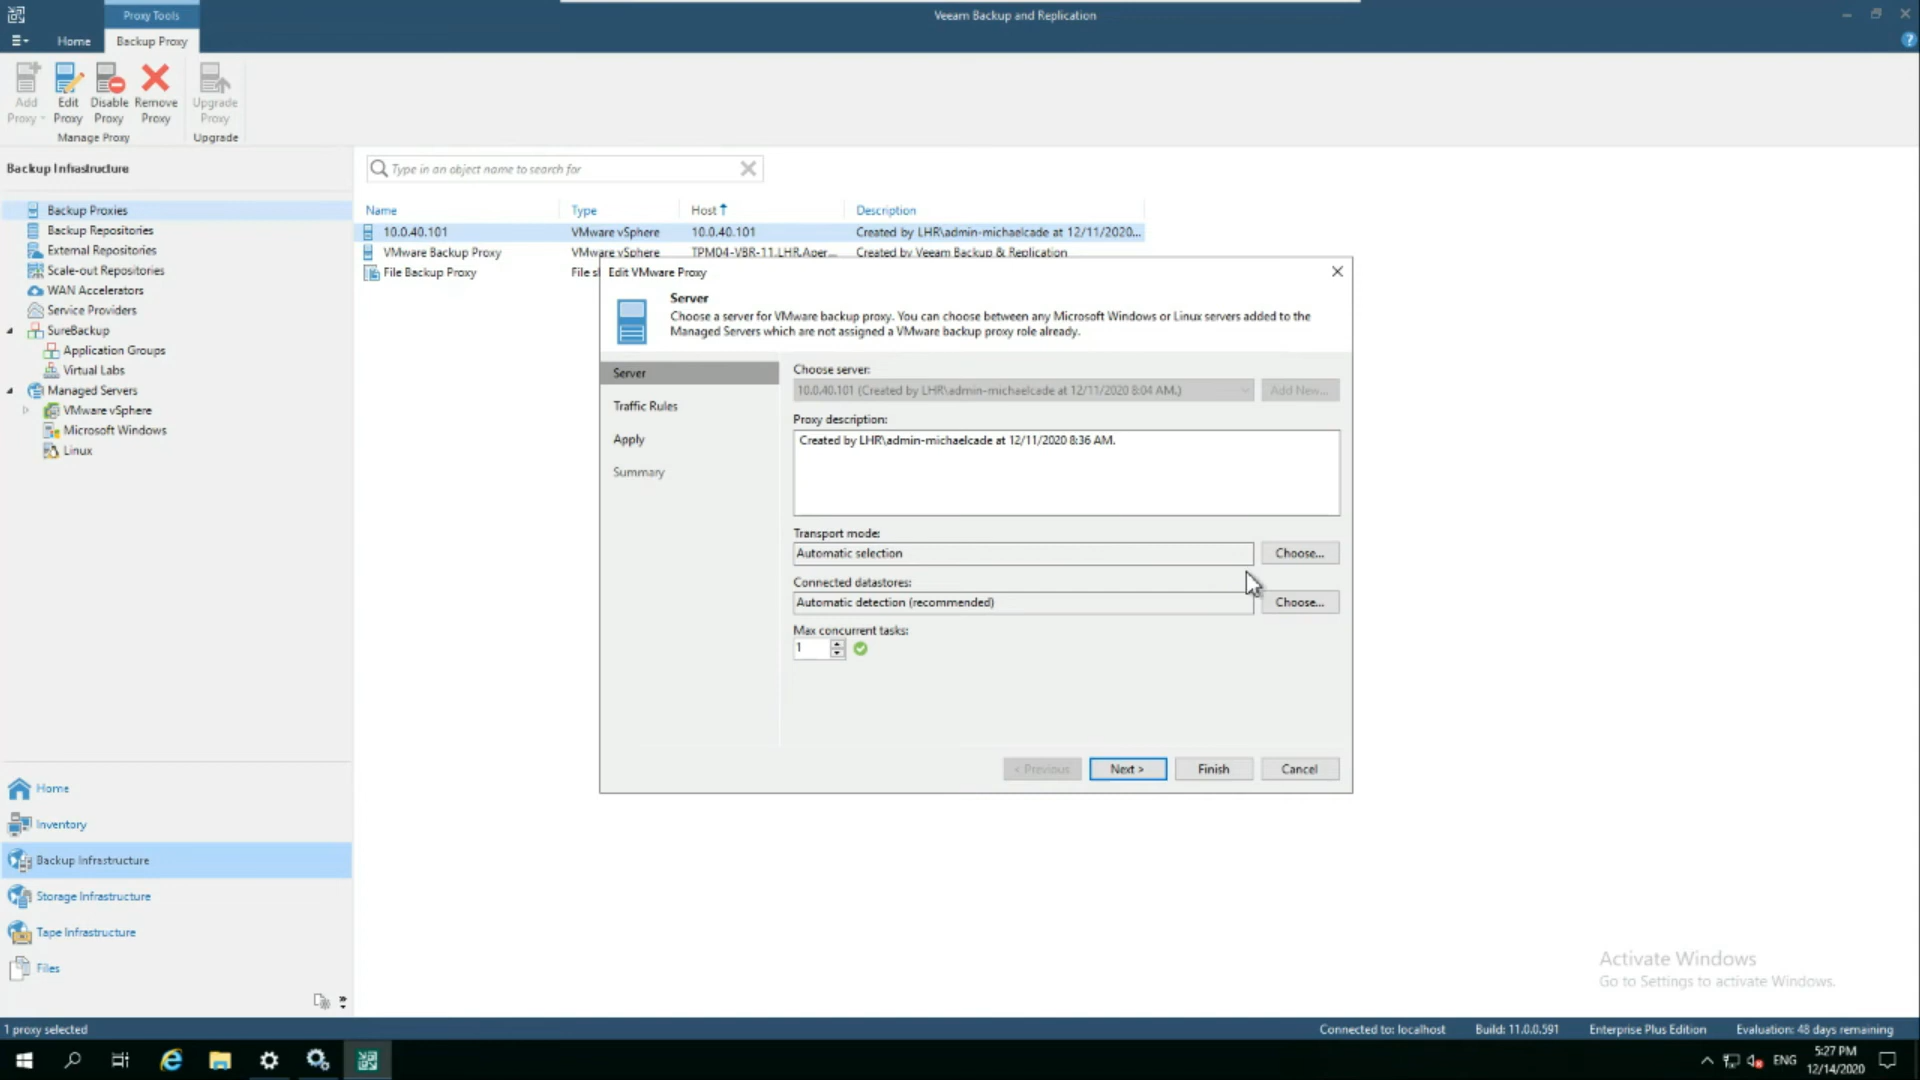 Proxy Tools
Veeam Backup and Replication
Home
Backup Proxy
Add Proxy
Edit Proxy
Disable Proxy
Remove Proxy
Upgrade Proxy
Manage Proxy
Upgrade
Backup Infrastructure
Type in an object name to search for
Backup Proxies
Backup Repositories
External Repositories
Scale-out Repositories
WAN Accelerators
Service Providers
SureBackup
Application Groups
Virtual Labs
Managed Servers
VMware vSphere
Microsoft Windows
Linux
Name Type Host Description
10.0.40.101 VMware vSphere 10.0.40.101 Created by LHR\admin-michaelcade at 12/11/2020...
VMware Backup Proxy VMware vSphere TPM04-VBR-11.LHR.Aper... Created by Veeam Backup & Replication
File Backup Proxy File s
Edit VMware Proxy
Server
Choose a server for VMware backup proxy. You can choose between any Microsoft Windows or Linux servers added to the
Managed Servers which are not assigned a VMware backup proxy role already.
Server
Traffic Rules
Apply
Summary
Choose server:
10.0.40.101 (Created by LHR\admin-michaelcade at 12/11/2020 8:04 AM.)
Add New...
Proxy description:
Created by LHR\admin-michaelcade at 12/11/2020 8:36 AM.
Transport mode:
Automatic selection
Choose...
Connected datastores:
Automatic detection (recommended)
Choose...
Max concurrent tasks:
1
< Previous
Next >
Finish
Cancel
Home
Inventory
Backup Infrastructure
Storage Infrastructure
Tape Infrastructure
Files
Activate Windows
Go to Settings to activate Windows.
1 proxy selected
Connected to: localhost
Build: 11.0.0.591
Enterprise Plus Edition
Evaluation: 48 days remaining
ENG
5:27 PM
12/14/2020